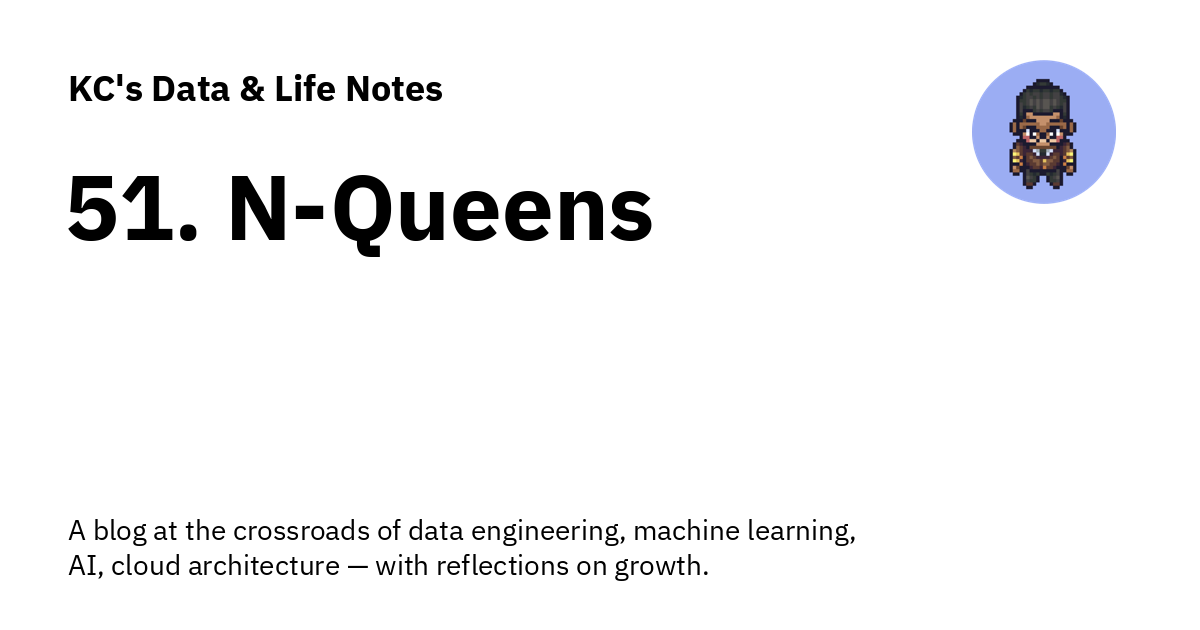 KC's Data & Life Notes
51. N-Queens
A blog at the crossroads of data engineering, machine learning,
AI, cloud architecture — with reflections on growth.